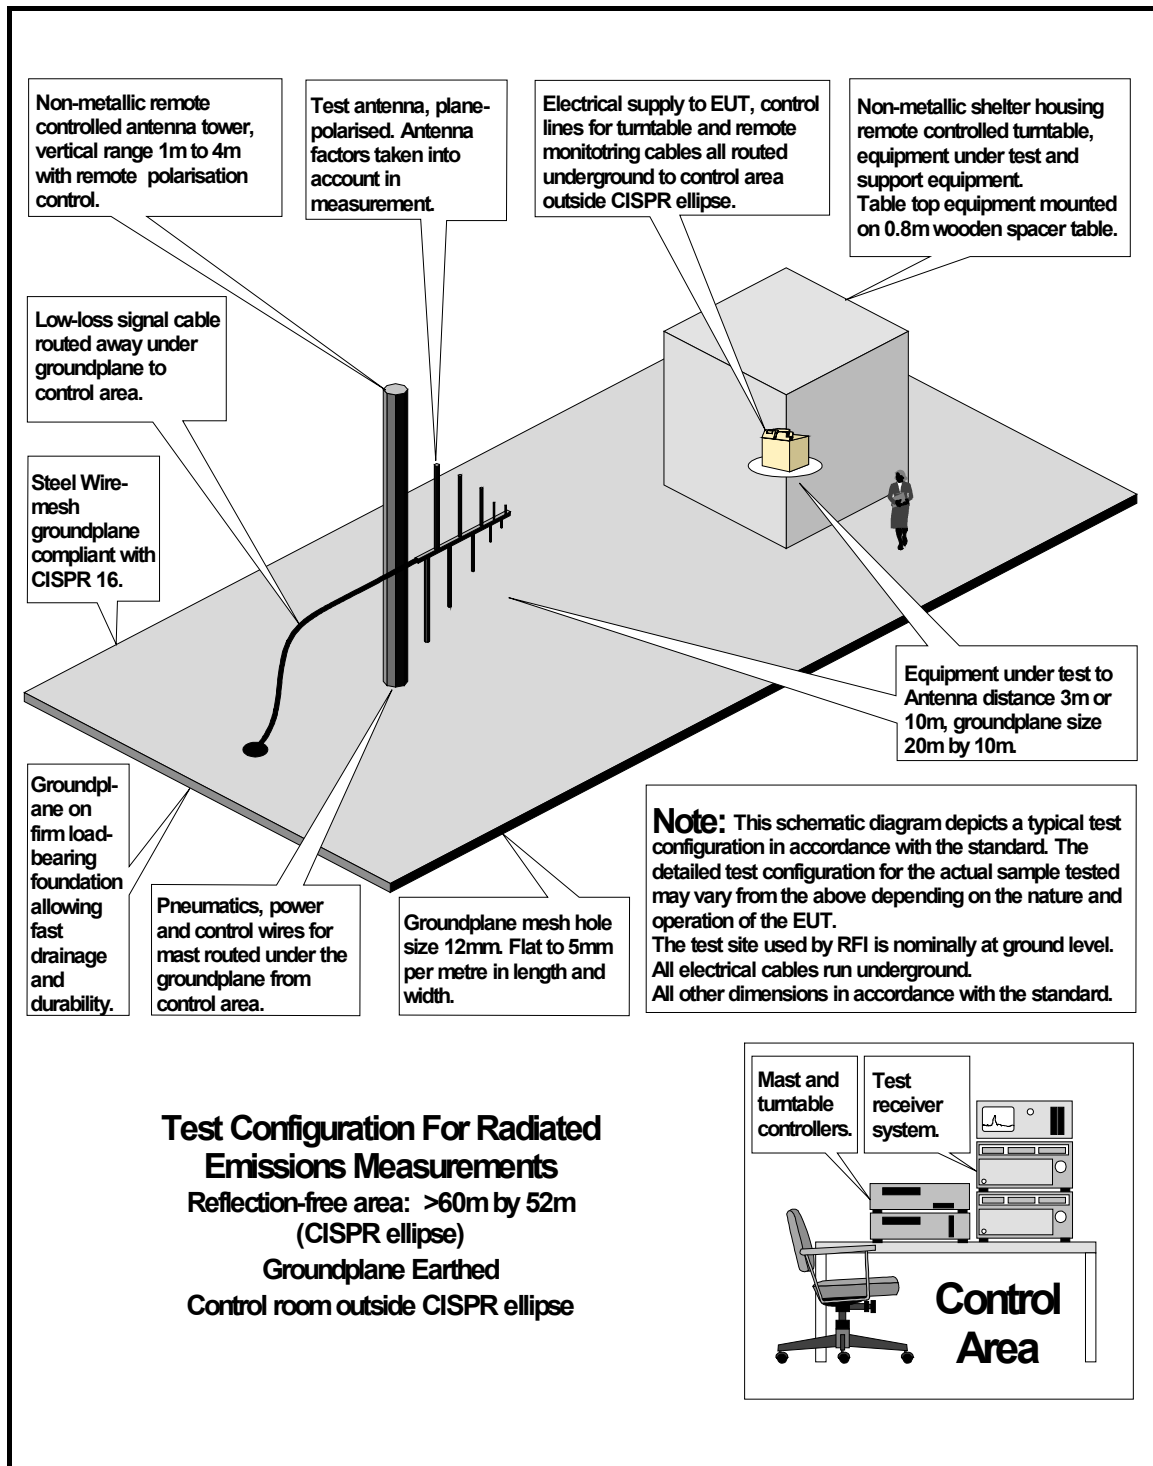 Non-metallic remote
controlled antenna tower,
vertical range 1m to 4m
with remote polarisation
control.
Test antenna, plane-
polarised. Antenna
factors taken into
account in
measurement.
Electrical supply to EUT, control
lines for turntable and remote
monitotring cables all routed
underground to control area
outside CISPR ellipse.
Non-metallic shelter housing
remote controlled turntable,
equipment under test and
support equipment.
Table top equipment mounted
on 0.8m wooden spacer table.
Low-loss signal cable
routed away under
groundplane to
control area.
Steel Wire-
mesh
groundplane
compliant with
CISPR 16.
Equipment under test to
Antenna distance 3m or
10m, groundplane size
20m by 10m.
Groundpl-
ane on
firm load-
bearing
foundation
allowing
fast
drainage
and
durability.
Pneumatics, power
and control wires for
mast routed under the
groundplane from
control area.
Groundplane mesh hole
size 12mm. Flat to 5mm
per metre in length and
width.
Note: This schematic diagram depicts a typical test
configuration in accordance with the standard. The
detailed test configuration for the actual sample tested
may vary from the above depending on the nature and
operation of the EUT.
The test site used by RFI is nominally at ground level.
All electrical cables run underground.
All other dimensions in accordance with the standard.
Test Configuration For Radiated
Emissions Measurements
Reflection-free area: >60m by 52m
(CISPR ellipse)
Groundplane Earthed
Control room outside CISPR ellipse
Mast and
turntable
controllers.
Test
receiver
system.
Control
Area